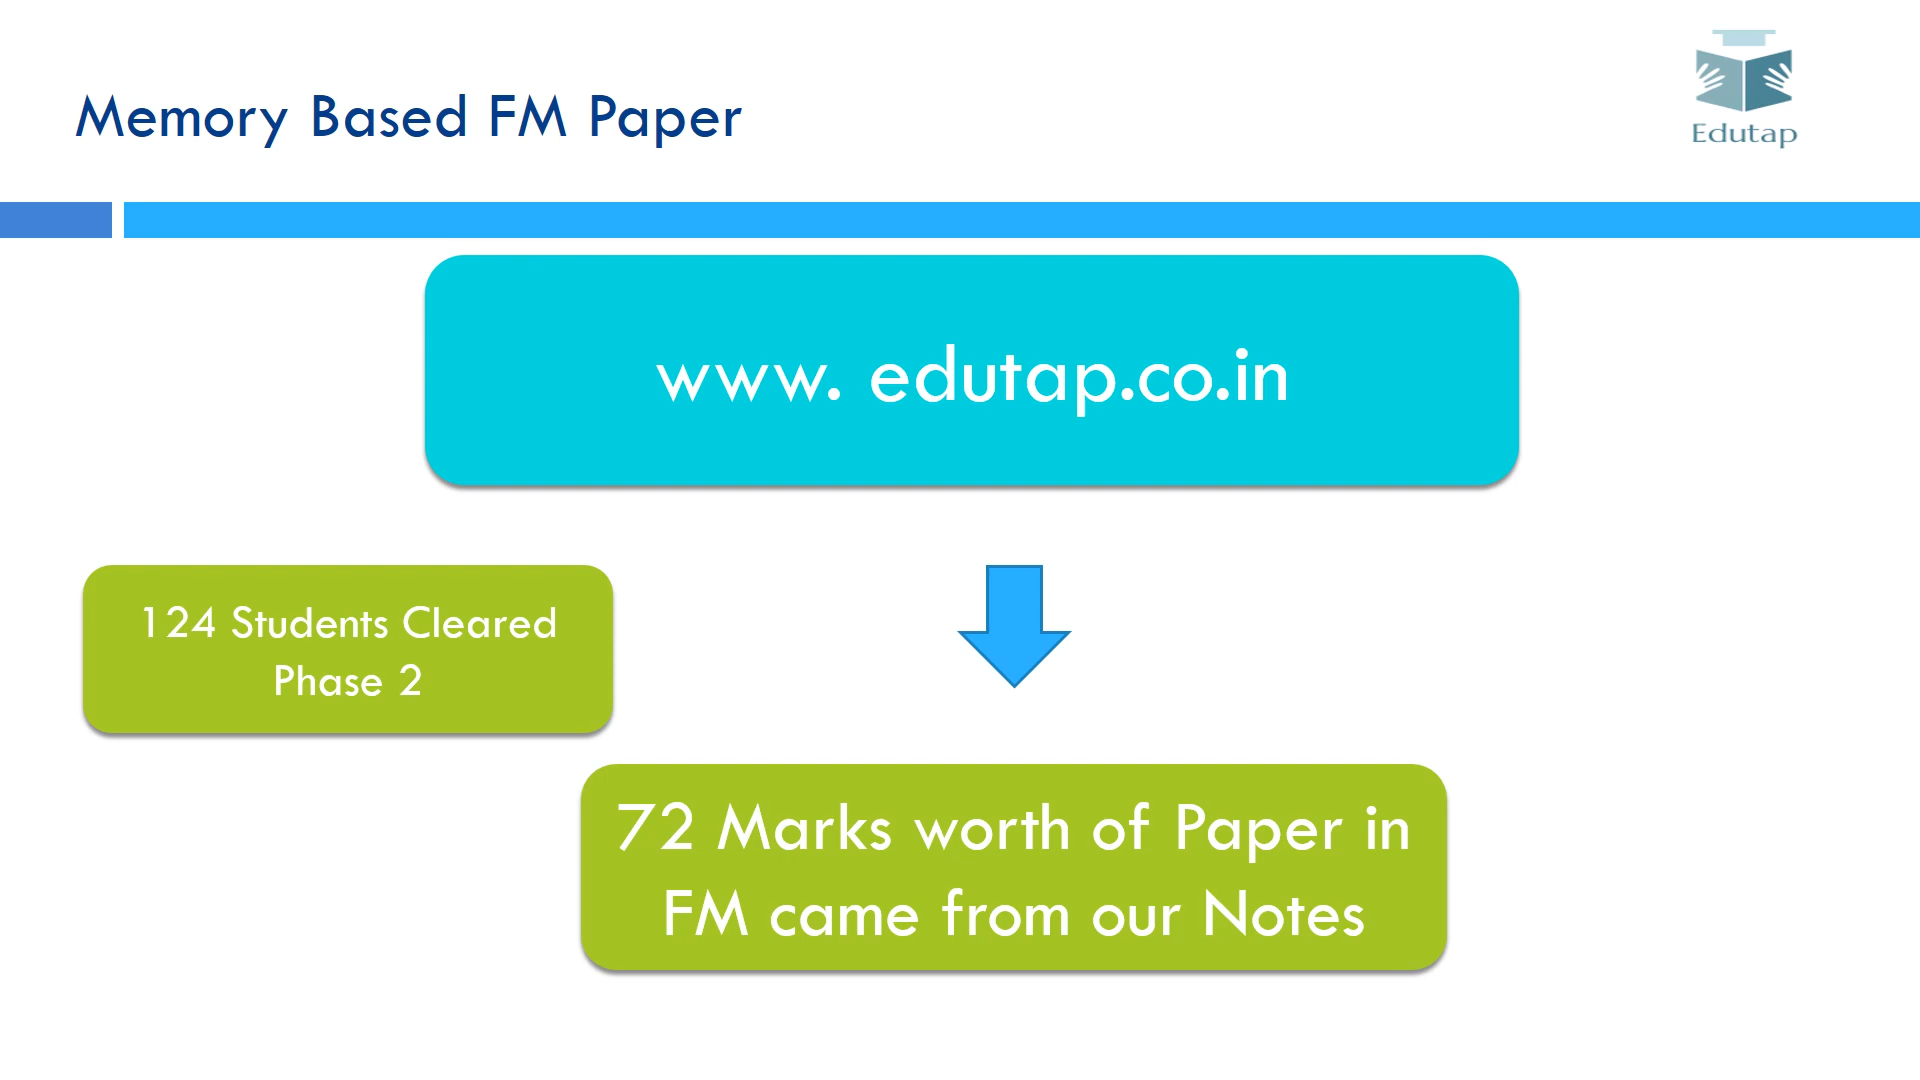 Memory Based FM Paper
Edutap
www. edutap.co.in
124 Students Cleared
Phase 2
72 Marks worth of Paper in
FM came from our Notes